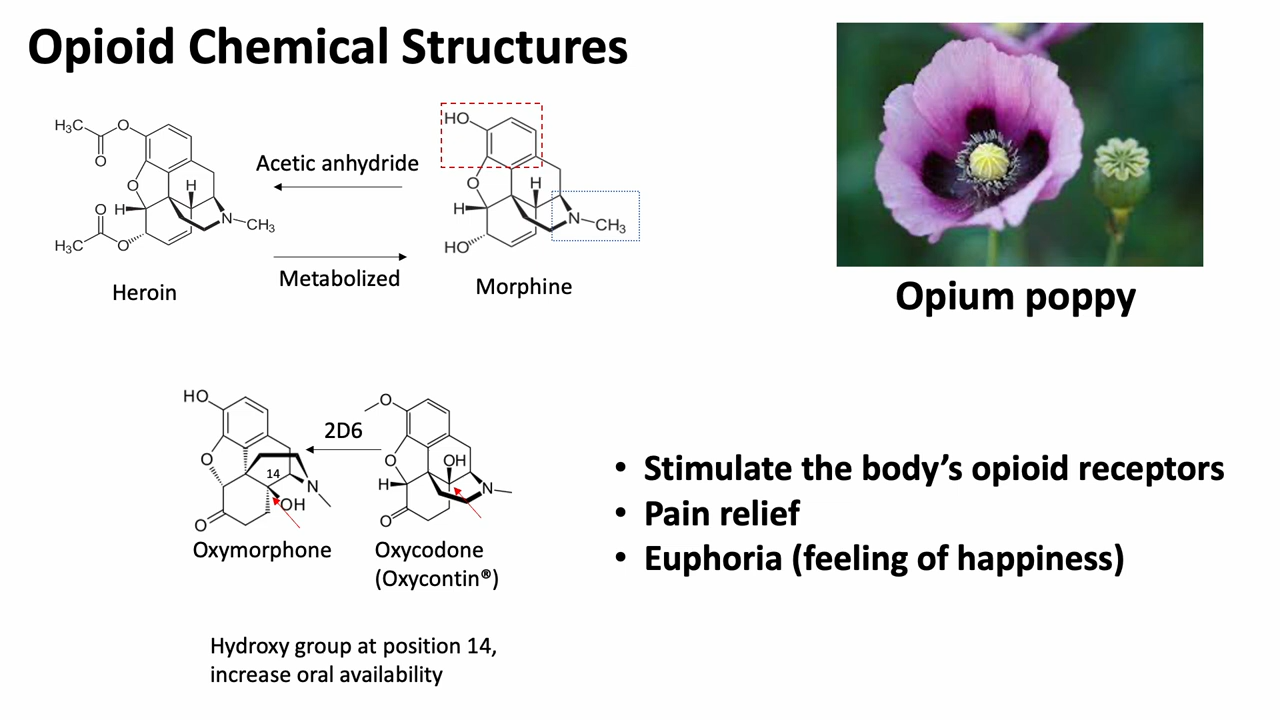 Opioid Chemical Structures
H₃C
O
O
O
H
H
N
CH₃
O
H₃C
O
Heroin
Acetic anhydride
Metabolized
HO
O
H
H
N
CH₃
HO
Morphine
Opium poppy
HO
O
14
N
OH
O
Oxymorphone
2D6
O
O
OH
H
N
O
Oxycodone
(Oxycontin®)
Hydroxy group at position 14,
increase oral availability
• Stimulate the body’s opioid receptors
• Pain relief
• Euphoria (feeling of happiness)